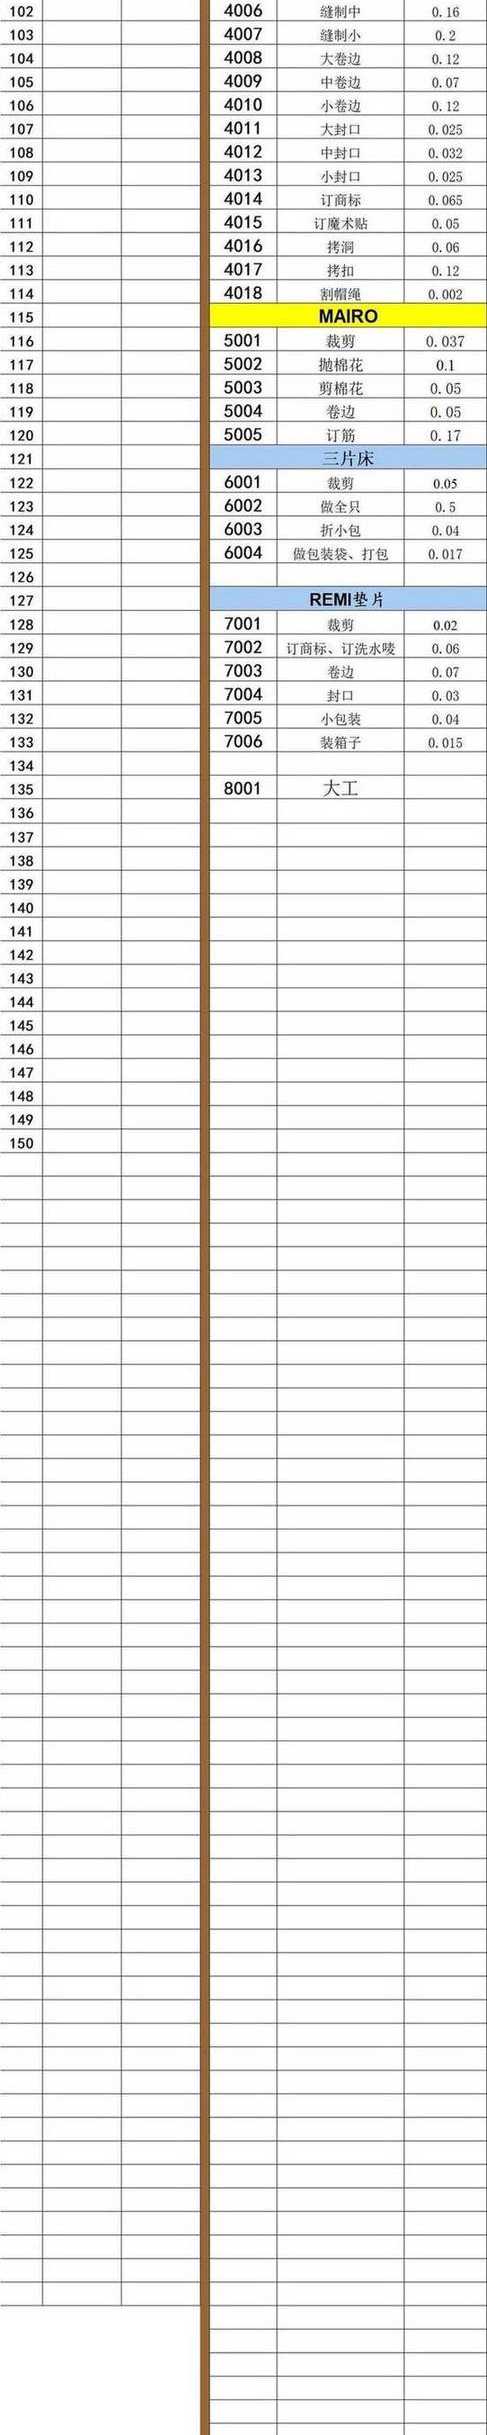 102 4006 缝制中 0.16
103 4007 缝制小 0.2
104 4008 大卷边 0.12
105 4009 中卷边 0.07
106 4010 小卷边 0.12
107 4011 大封口 0.025
108 4012 中封口 0.032
109 4013 小封口 0.025
110 4014 订商标 0.065
111 4015 订魔术贴 0.05
112 4016 拷洞 0.06
113 4017 拷扣 0.12
114 4018 割帽绳 0.002
115 MAIRO
116 5001 裁剪 0.037
117 5002 抛棉花 0.1
118 5003 剪棉花 0.05
119 5004 卷边 0.05
120 5005 订筋 0.17
121 三片床
122 6001 裁剪 0.05
123 6002 做全只 0.5
124 6003 折小包 0.04
125 6004 做包装袋、打包 0.017
126
127 REMI垫片
128 7001 裁剪 0.02
129 7002 订商标、订洗水唛 0.06
130 7003 卷边 0.07
131 7004 封口 0.03
132 7005 小包装 0.04
133 7006 装箱子 0.015
134
135 8001 大工
136
137
138
139
140
141
142
143
144
145
146
147
148
149
150